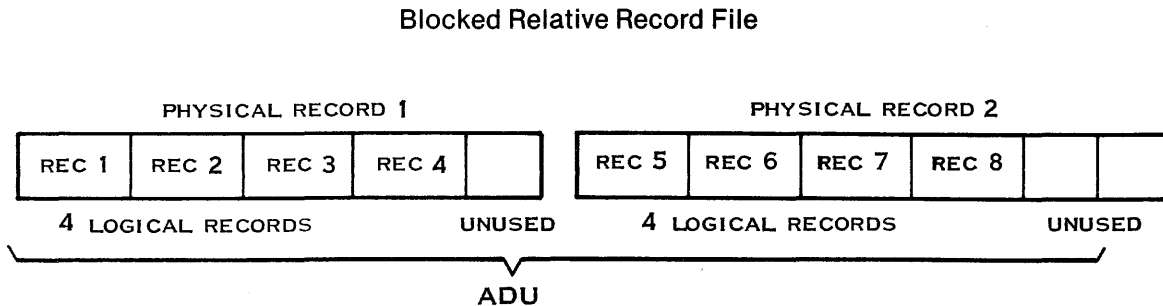 Blocked Relative Record File
PHYSICAL RECORD 1
PHYSICAL RECORD 2
REC 1 REC 2 REC 3 REC 4
REC 5 REC 6 REC 7 REC 8
4 LOGICAL RECORDS UNUSED
4 LOGICAL RECORDS UNUSED
ADU